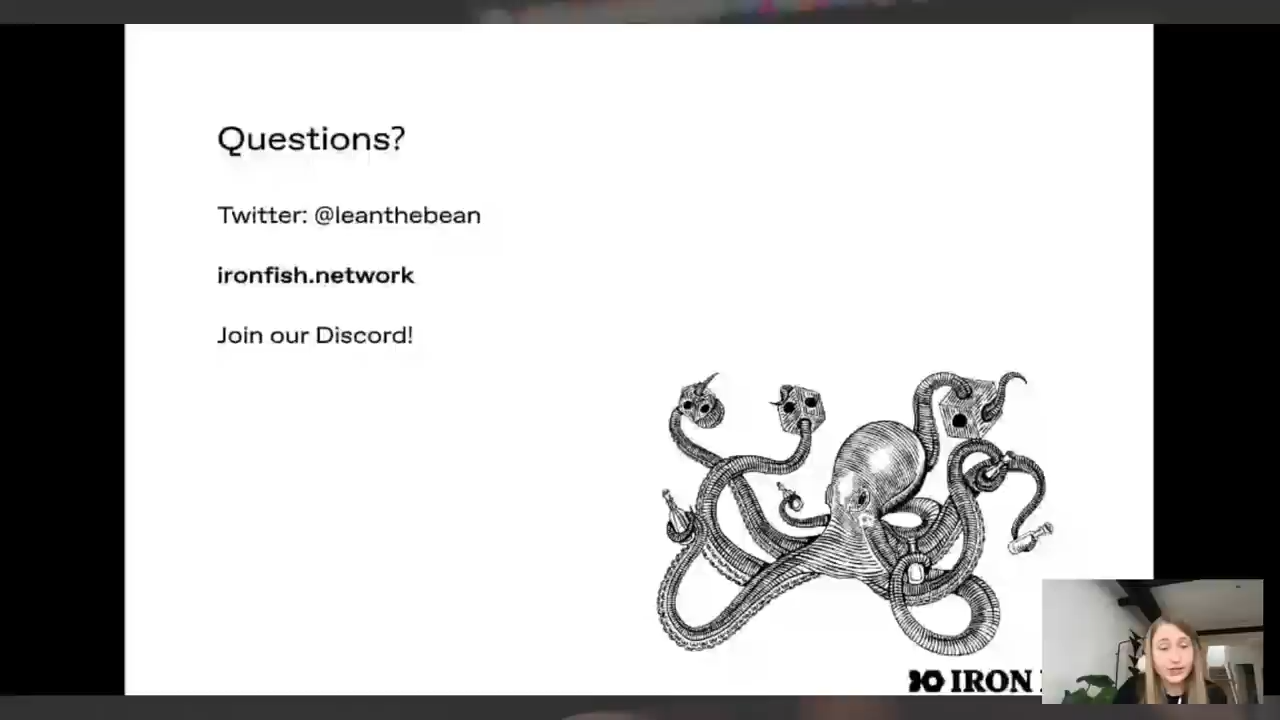 Questions?
Twitter: @leanthebean
ironfish.network
Join our Discord!
IRON